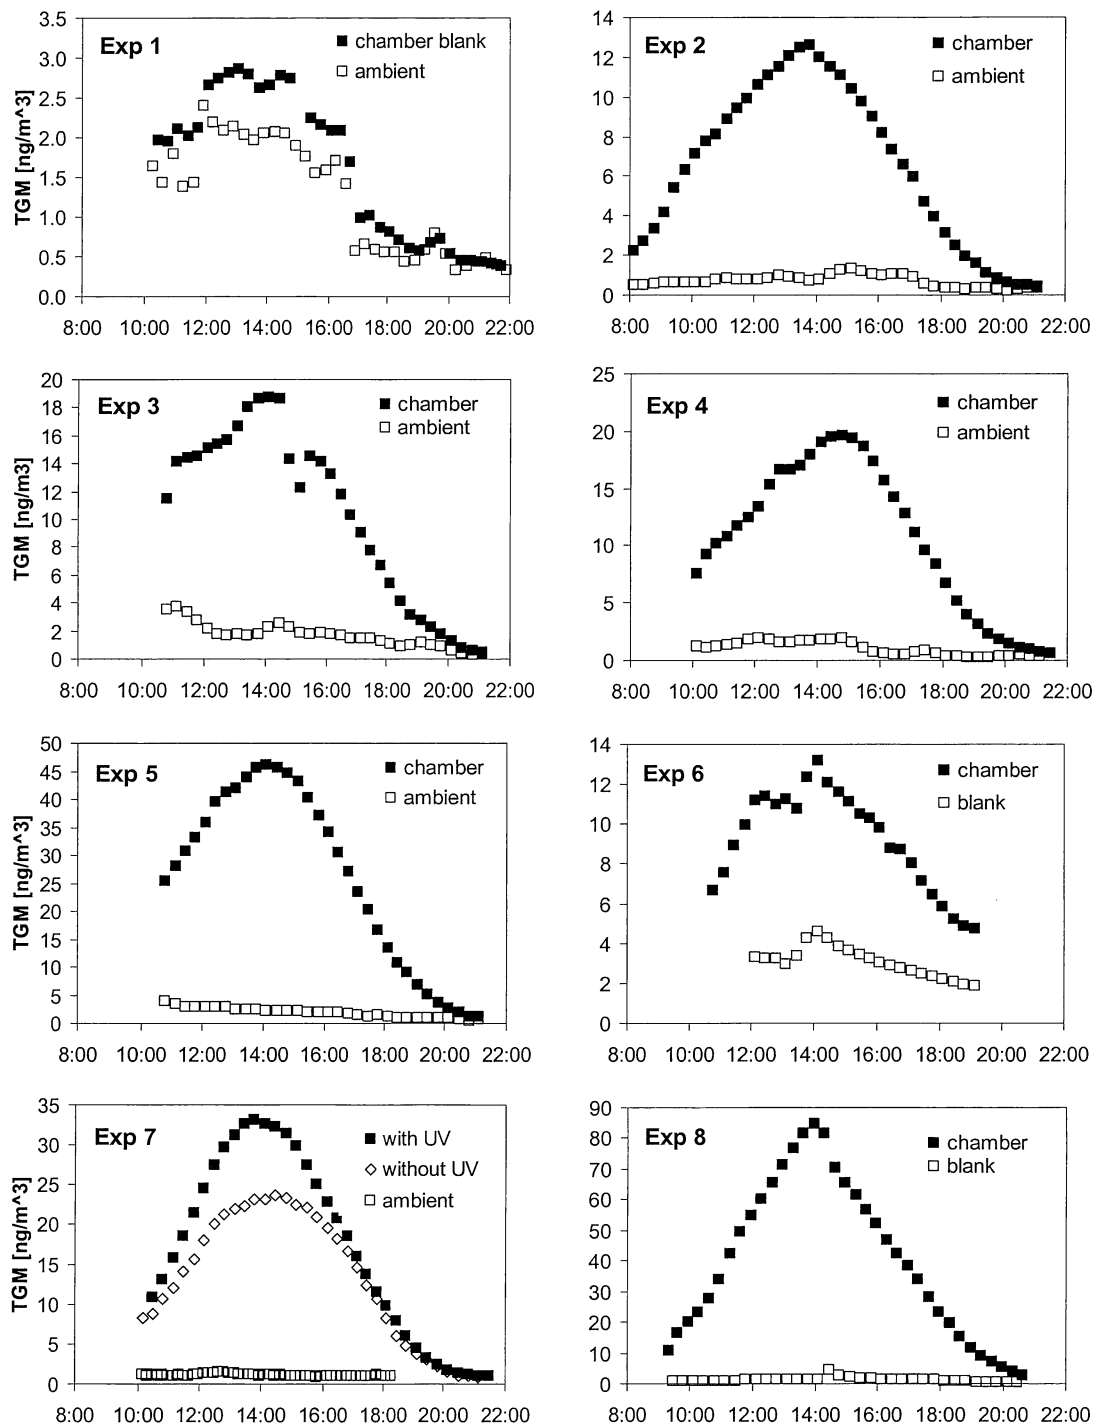 Exp 1
chamber blank
ambient
TGM [ng/m^3]
3.5
3.0
2.5
2.0
1.5
1.0
0.5
0.0
8:00 10:00 12:00 14:00 16:00 18:00 20:00 22:00
Exp 2
chamber
ambient
14
12
10
8
6
4
2
0
8:00 10:00 12:00 14:00 16:00 18:00 20:00 22:00
Exp 3
chamber
ambient
TGM [ng/m3]
20
18
16
14
12
10
8
6
4
2
0
8:00 10:00 12:00 14:00 16:00 18:00 20:00 22:00
Exp 4
chamber
ambient
25
20
15
10
5
0
8:00 10:00 12:00 14:00 16:00 18:00 20:00 22:00
Exp 5
chamber
ambient
TGM [ng/m^3]
50
45
40
35
30
25
20
15
10
5
0
8:00 10:00 12:00 14:00 16:00 18:00 20:00 22:00
Exp 6
chamber
blank
14
12
10
8
6
4
2
0
8:00 10:00 12:00 14:00 16:00 18:00 20:00 22:00
Exp 7
with UV
without UV
ambient
TGM [ng/m^3]
35
30
25
20
15
10
5
0
8:00 10:00 12:00 14:00 16:00 18:00 20:00 22:00
Exp 8
chamber
blank
90
80
70
60
50
40
30
20
10
0
8:00 10:00 12:00 14:00 16:00 18:00 20:00 22:00